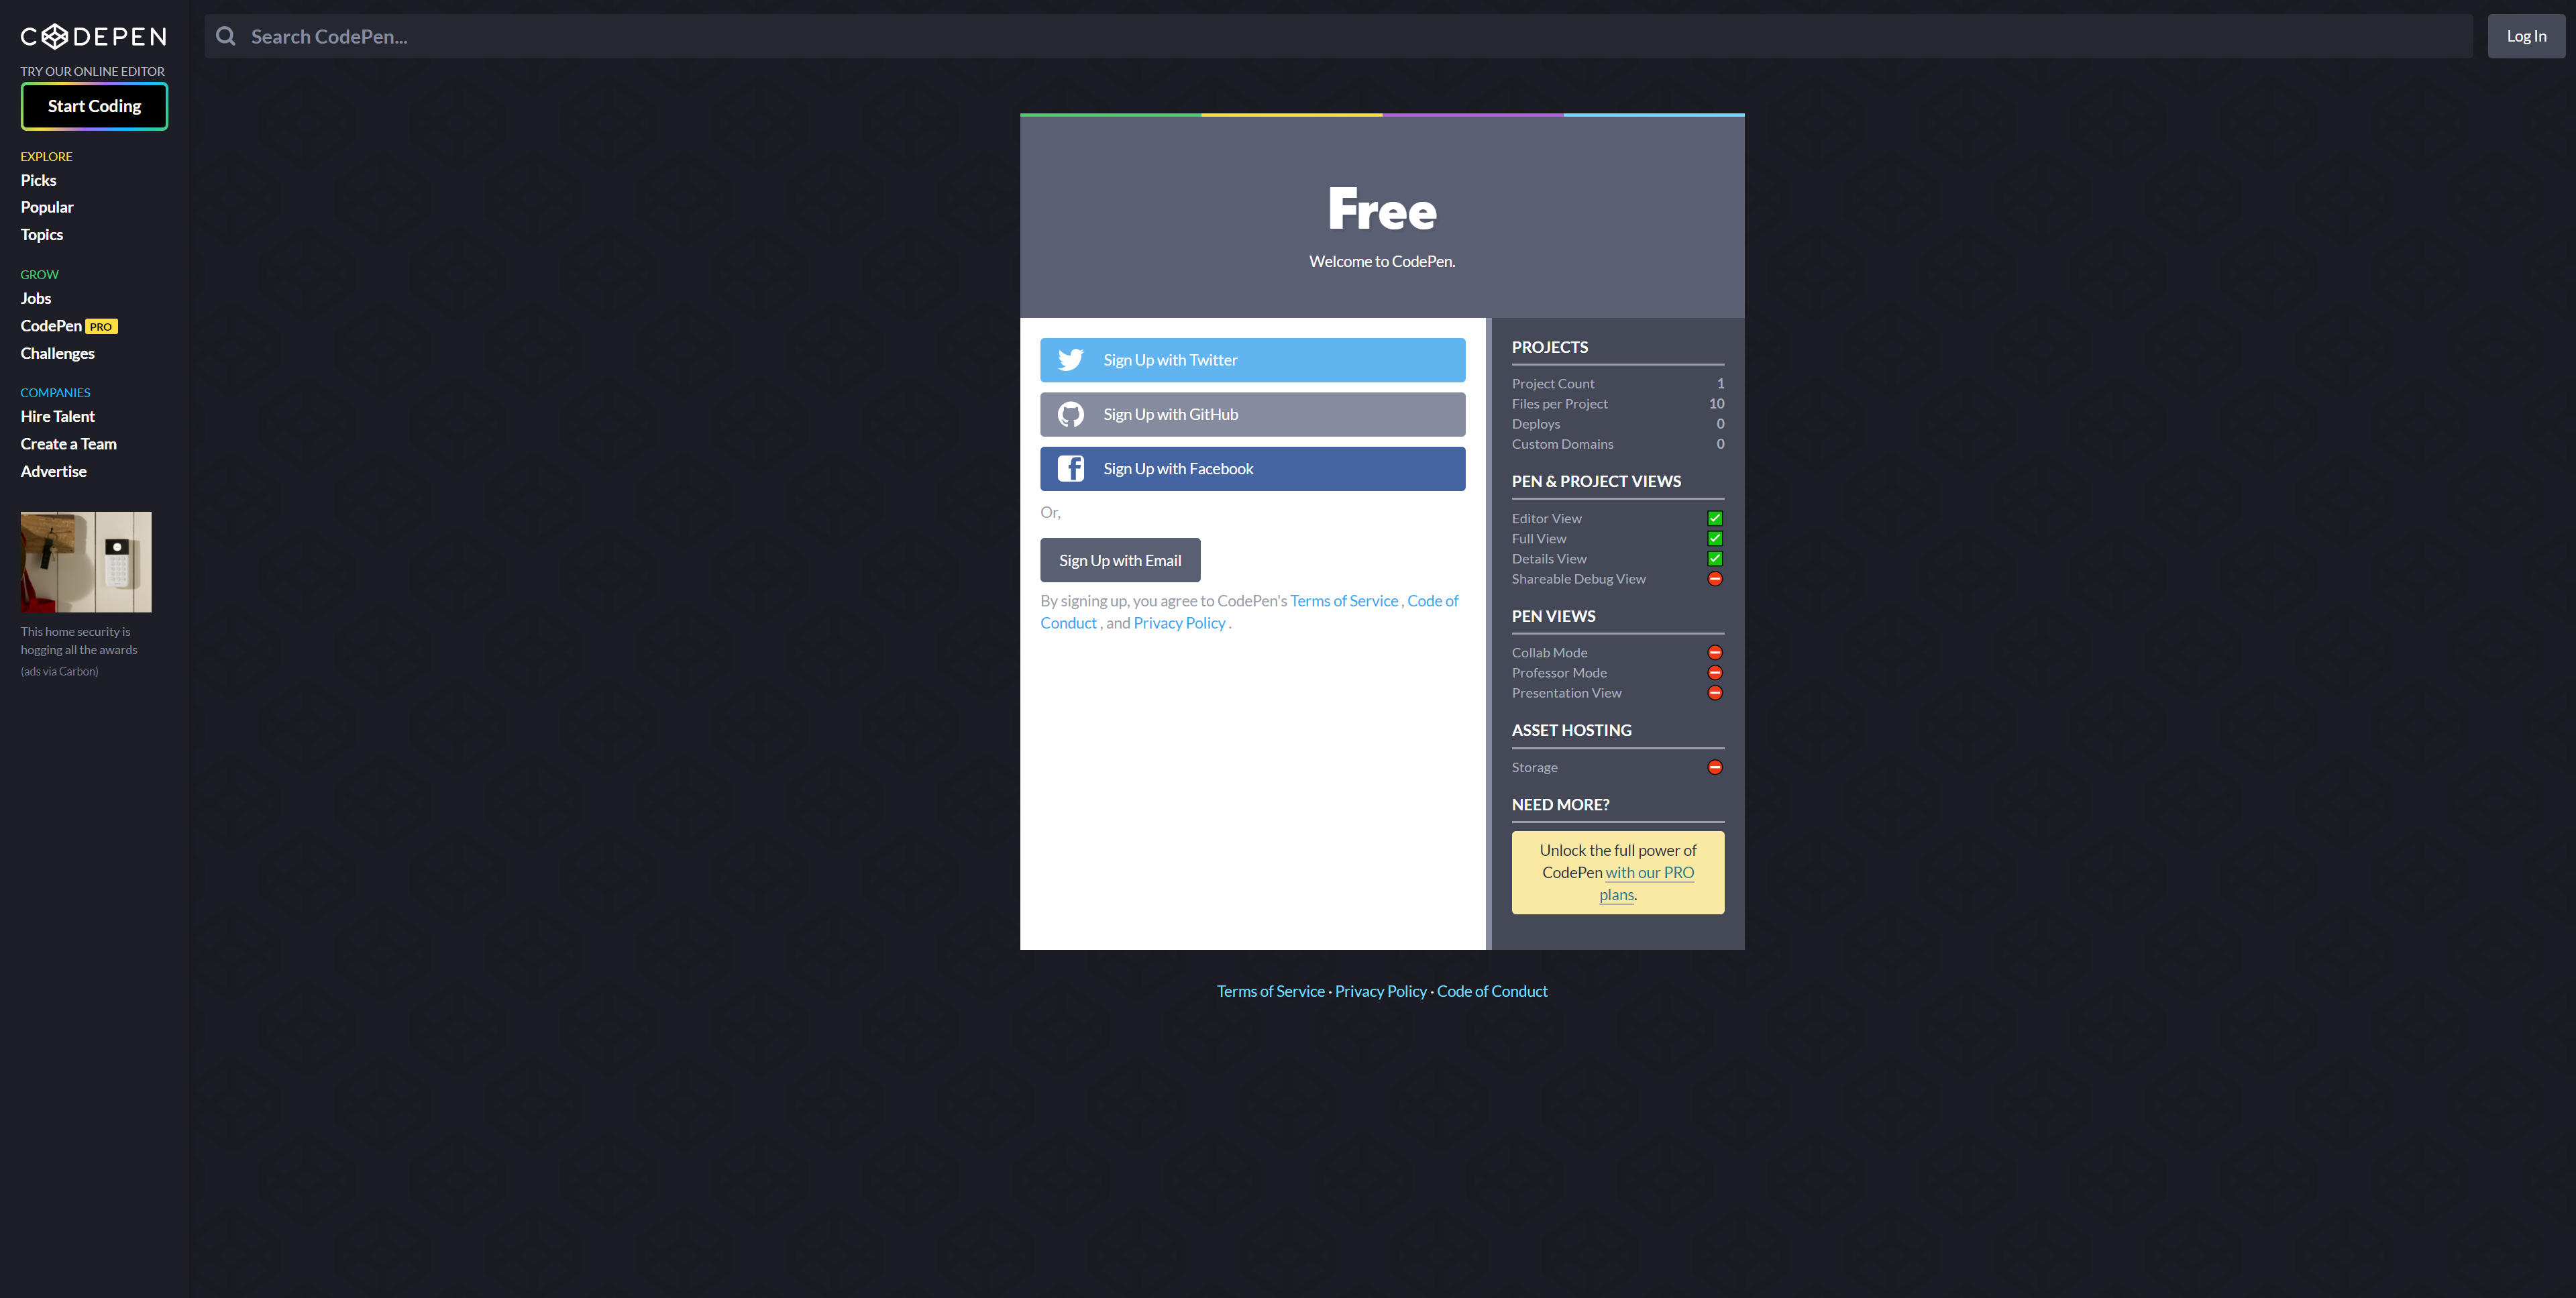 CODEPEN
TRY OUR ONLINE EDITOR
Start Coding
EXPLORE
Picks
Popular
Topics
GROW
Jobs
CodePen PRO
Challenges
COMPANIES
Hire Talent
Create a Team
Advertise
This home security is
hogging all the awards
(ads via Carbon)
Search CodePen...
Log In
Free
Welcome to CodePen.
Sign Up with Twitter
Sign Up with GitHub
Sign Up with Facebook
Or,
Sign Up with Email
By signing up, you agree to CodePen's Terms of Service , Code of
Conduct , and Privacy Policy .
PROJECTS
Project Count 1
Files per Project 10
Deploys 0
Custom Domains 0
PEN & PROJECT VIEWS
Editor View
Full View
Details View
Shareable Debug View
PEN VIEWS
Collab Mode
Professor Mode
Presentation View
ASSET HOSTING
Storage
NEED MORE?
Unlock the full power of
CodePen with our PRO
plans.
Terms of Service · Privacy Policy · Code of Conduct